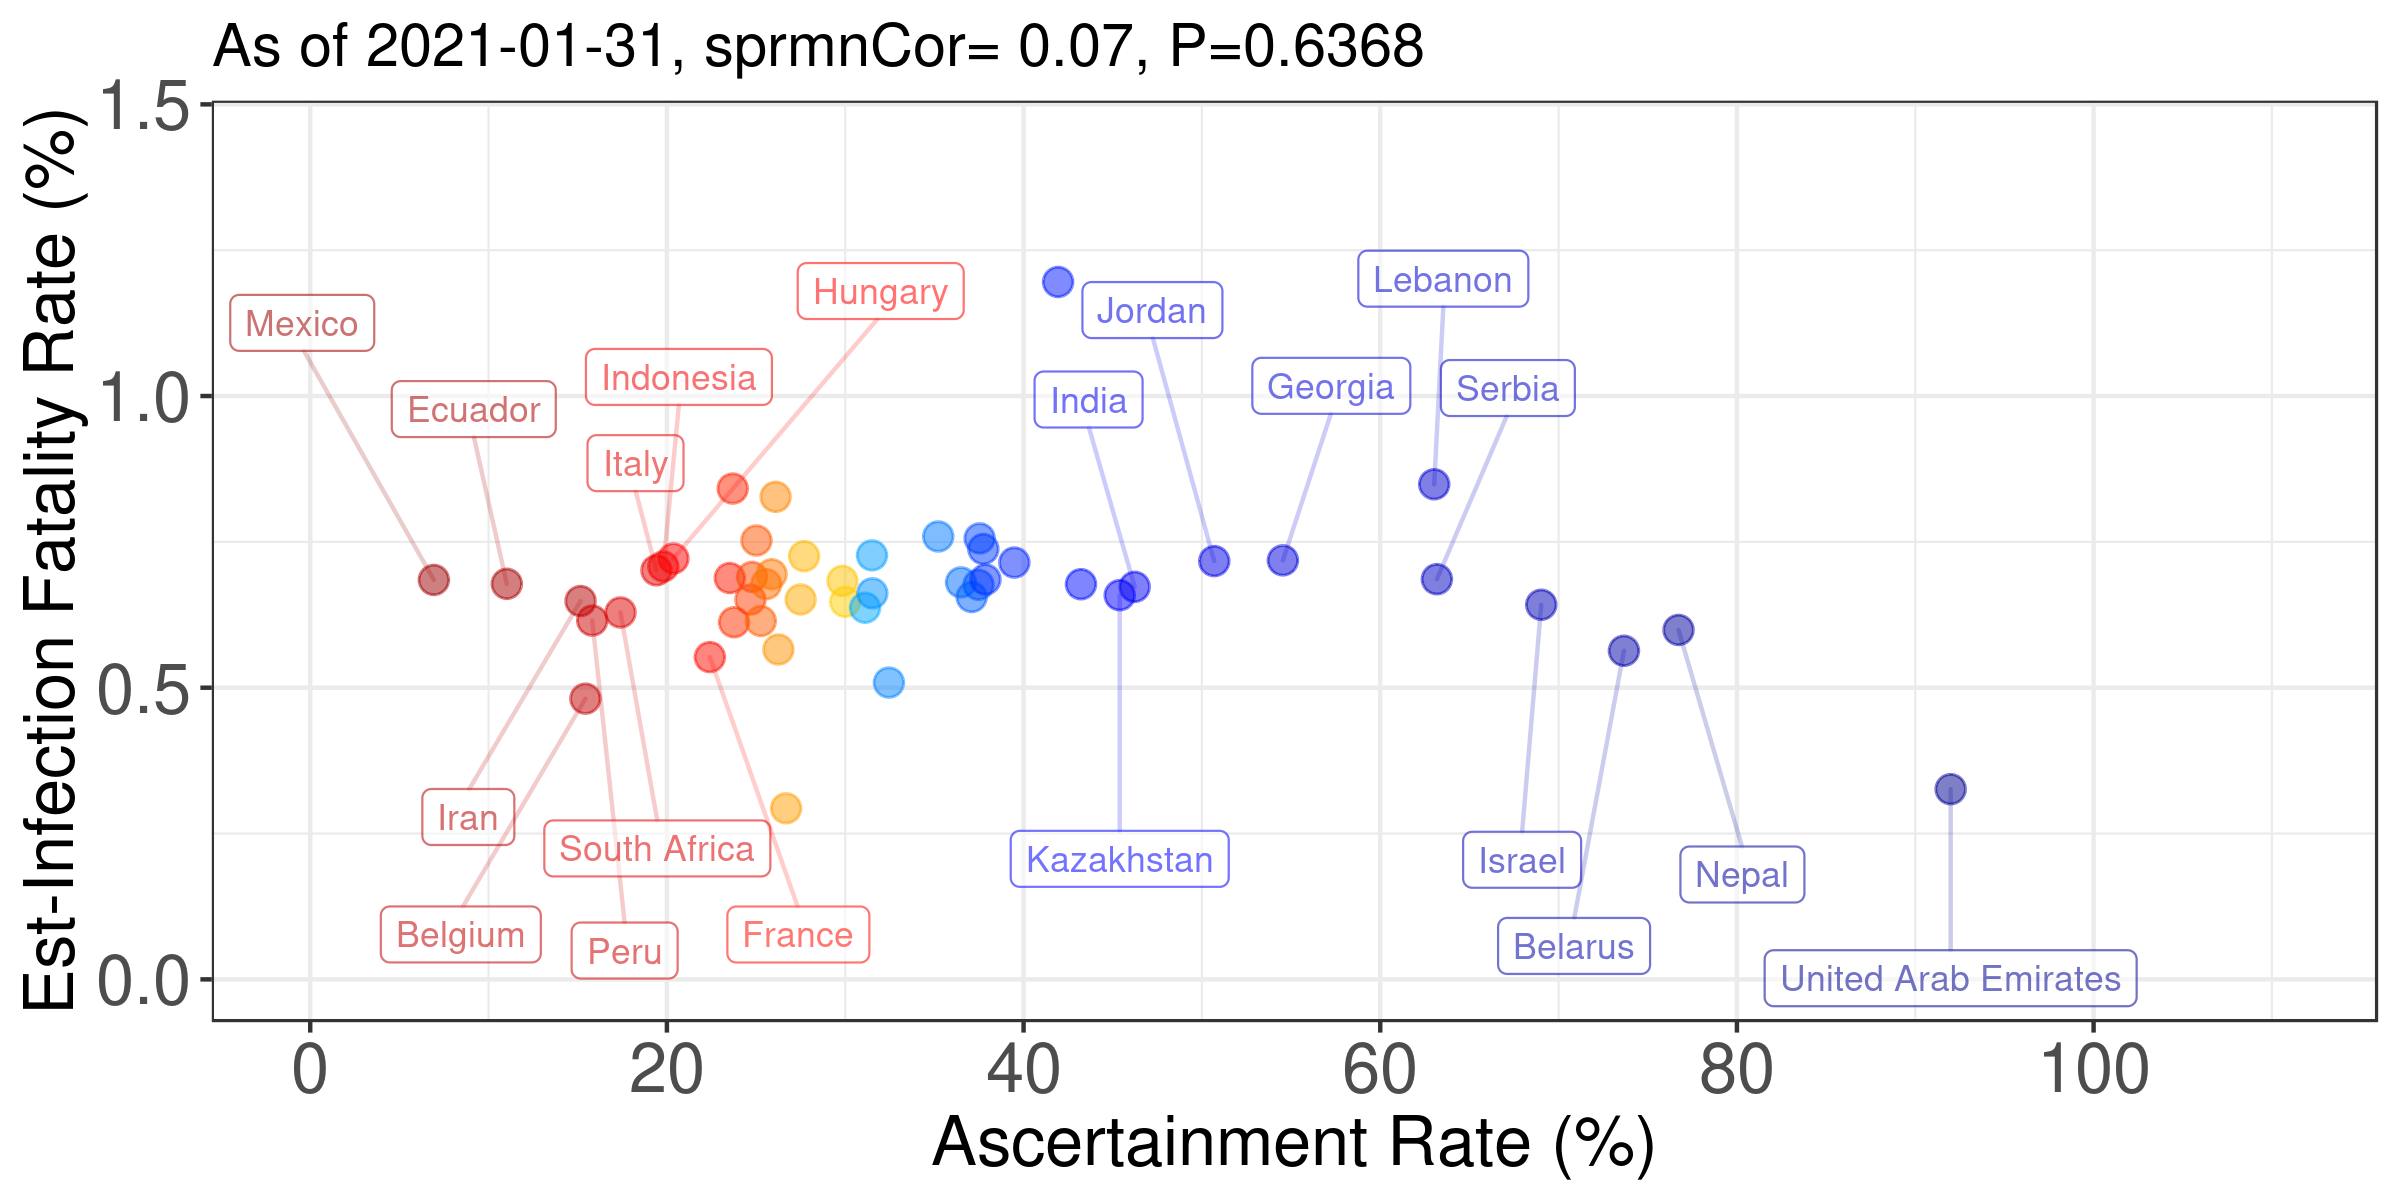 As of 2021-01-31, sprmnCor= 0.07, P=0.6368
Est-Infection Fatality Rate (%)
1.5
1.0
0.5
0.0
Mexico
Ecuador
Hungary
Indonesia
Italy
Jordan
India
Lebanon
Georgia
Serbia
Iran
South Africa
Belgium
Peru
France
Kazakhstan
Israel
Nepal
Belarus
United Arab Emirates
0
20
40
60
80
100
Ascertainment Rate (%)